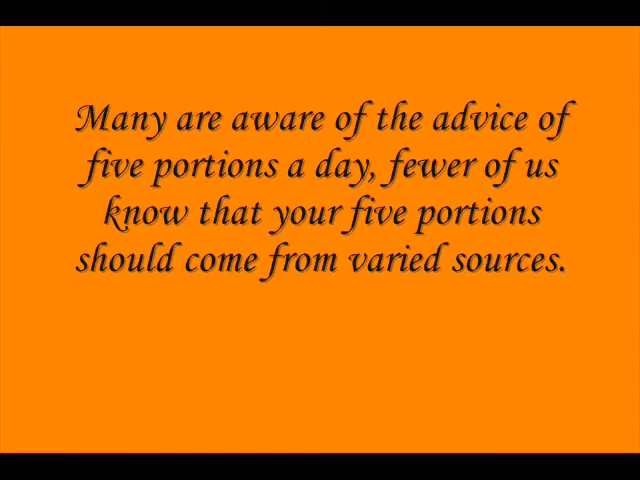 Many are aware of the advice of
five portions a day, fewer of us
know that your five portions
should come from varied sources.